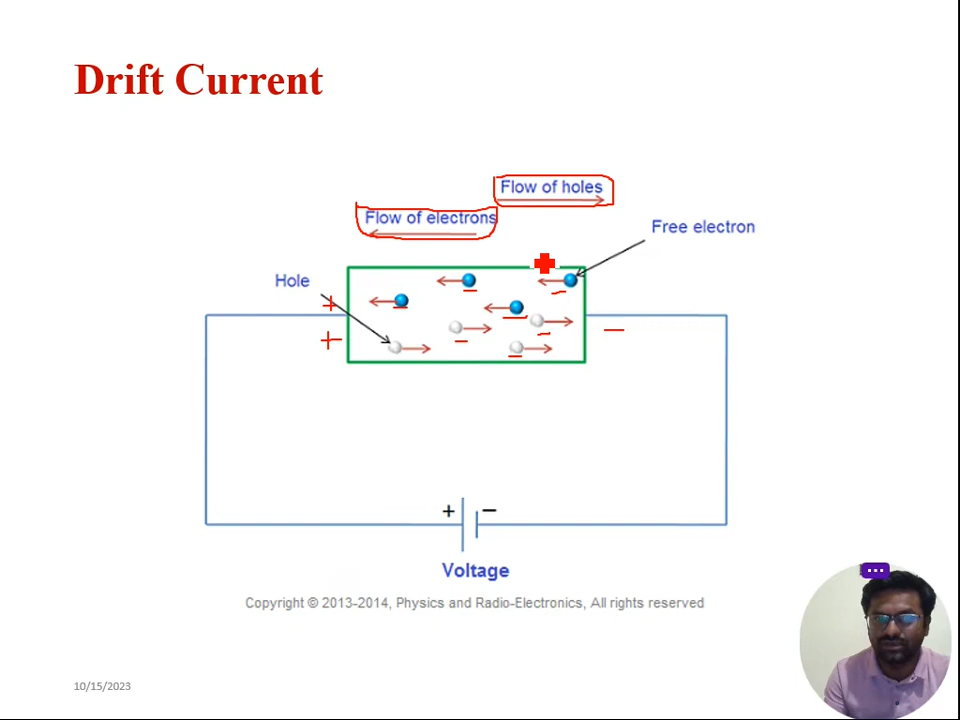 Drift Current
Flow of holes
Flow of electrons
Free electron
Hole
+
+
−
+ −
Voltage
Copyright © 2013-2014, Physics and Radio-Electronics, All rights reserved
10/15/2023